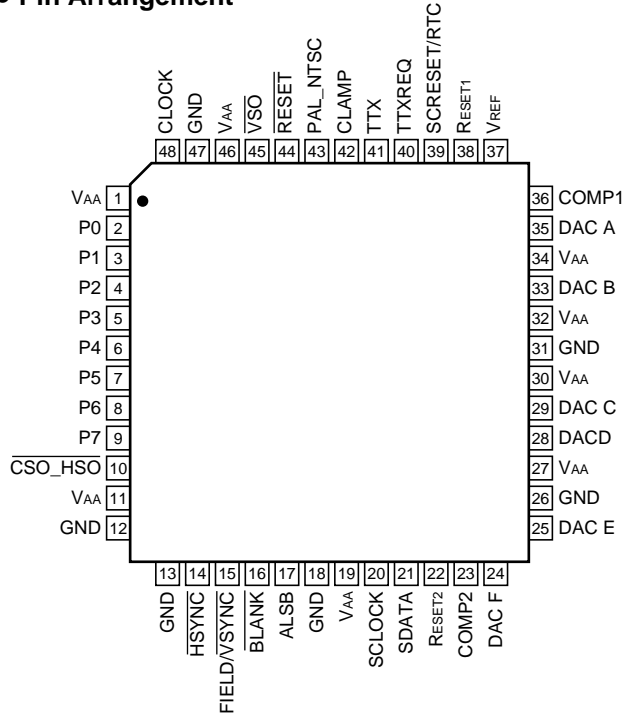 Pin Arrangement
48 CLOCK
47 GND
46 VAA
45 VSO
44 RESET
43 PAL_NTSC
42 CLAMP
41 TTX
40 TTXREQ
39 SCRESET/RTC
38 RESET1
37 VREF
VAA 1
P0 2
P1 3
P2 4
P3 5
P4 6
P5 7
P6 8
P7 9
CSO_HSO 10
VAA 11
GND 12
36 COMP1
35 DAC A
34 VAA
33 DAC B
32 VAA
31 GND
30 VAA
29 DAC C
28 DACD
27 VAA
26 GND
25 DAC E
13 GND
14 HSYNC
15 FIELD/VSYNC
16 BLANK
17 ALSB
18 GND
19 VAA
20 SCLOCK
21 SDATA
22 RESET2
23 COMP2
24 DAC F